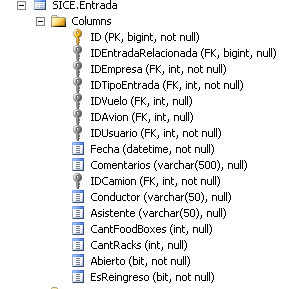 SICE.Entrada
Columns
ID (PK, bigint, not null)
IDEntradaRelacionada (FK, bigint, null)
IDEmpresa (FK, int, not null)
IDTipoEntrada (FK, int, not null)
IDVuelo (FK, int, null)
IDAvion (FK, int, null)
IDUsuario (FK, int, not null)
Fecha (datetime, not null)
Comentarios (varchar(500), null)
IDCamion (FK, int, null)
Conductor (varchar(50), null)
Asistente (varchar(50), null)
CantFoodBoxes (int, null)
CantRacks (int, null)
Abierto (bit, not null)
EsReingreso (bit, not null)